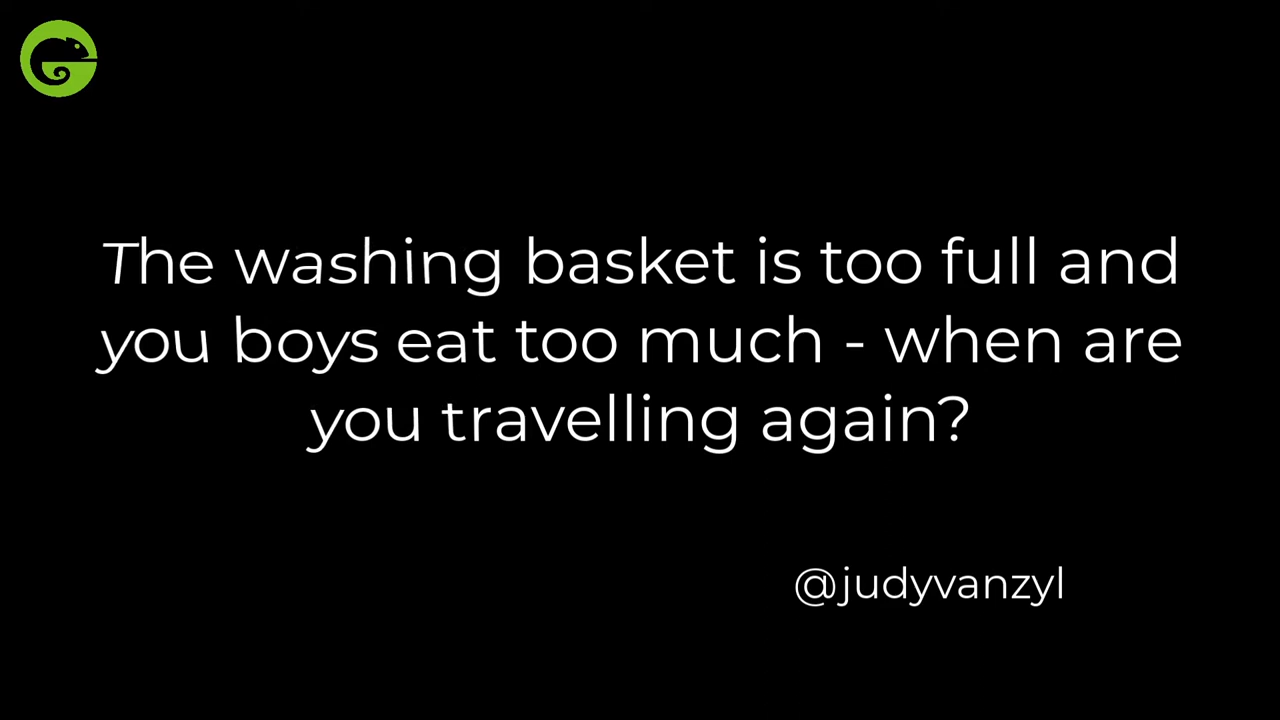 The washing basket is too full and
you boys eat too much - when are
you travelling again?
@judyvanzyl